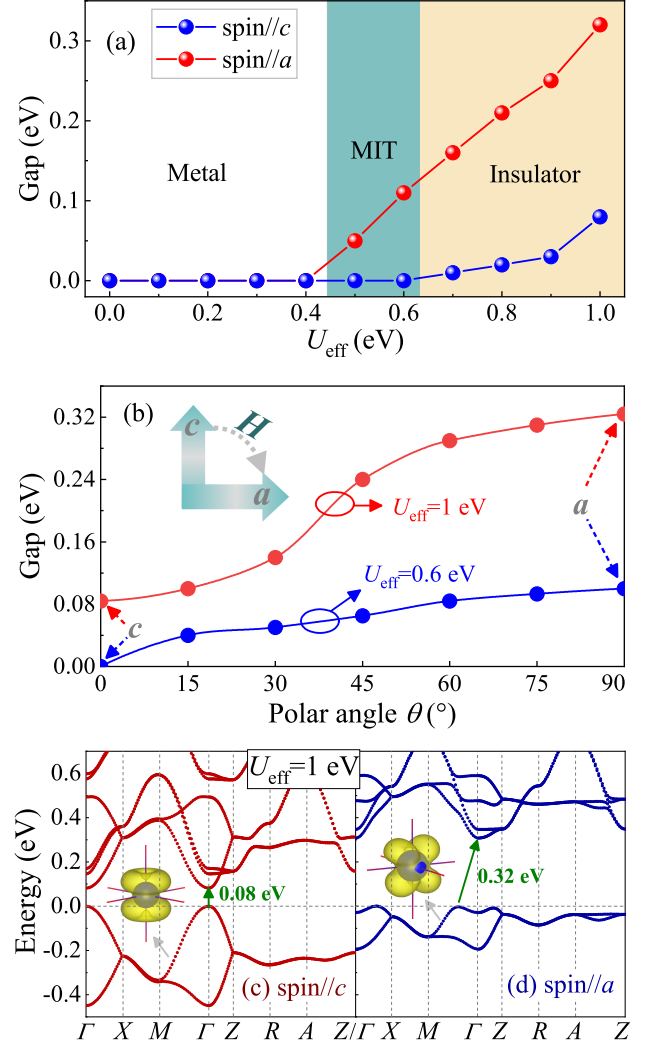 (a)
spin//c
spin//a
Metal
MIT
Insulator
Gap (eV)
0.3
0.2
0.1
0.0
0.0 0.2 0.4 0.6 0.8 1.0
Ueff (eV)
(b)
c
H
a
Ueff=1 eV
Ueff=0.6 eV
a
c
Gap (eV)
0.32
0.24
0.16
0.08
0.00
0 15 30 45 60 75 90
Polar angle θ (°)
Ueff=1 eV
Energy (eV)
0.6
0.4
0.2
0.0
-0.2
-0.4
0.08 eV
0.32 eV
(c) spin//c
(d) spin//a
Γ X M Γ Z R A Z/Γ X M Γ Z R A Z